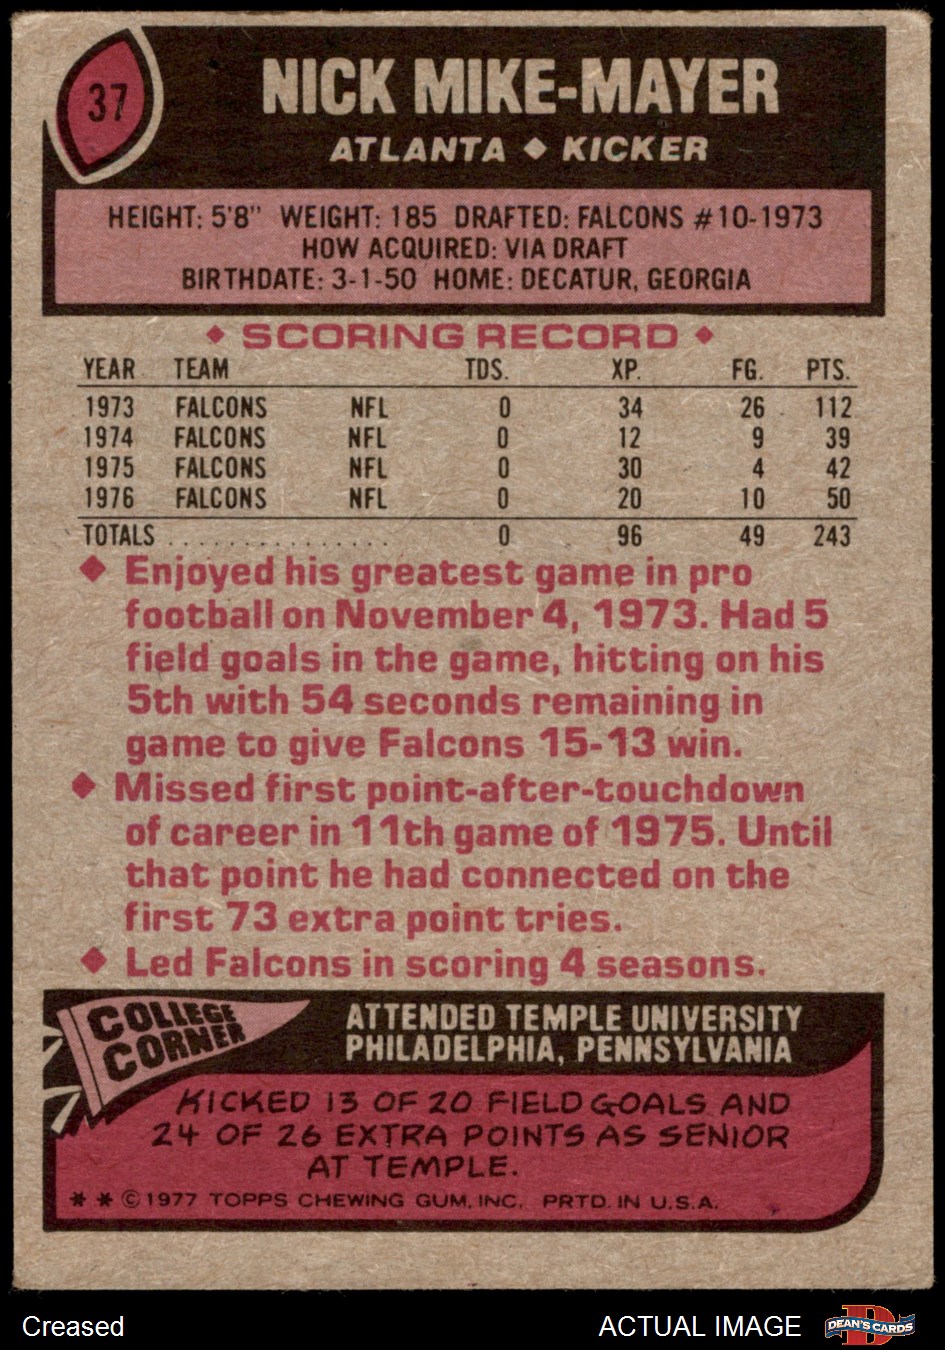 37
NICK MIKE-MAYER
ATLANTA ◆ KICKER
HEIGHT: 5'8" WEIGHT: 185 DRAFTED: FALCONS #10-1973
HOW ACQUIRED: VIA DRAFT
BIRTHDATE: 3-1-50 HOME: DECATUR, GEORGIA
◆ SCORING RECORD ◆
YEAR TEAM TDS. XP. FG. PTS.
1973 FALCONS NFL 0 34 26 112
1974 FALCONS NFL 0 12 9 39
1975 FALCONS NFL 0 30 4 42
1976 FALCONS NFL 0 20 10 50
TOTALS . . . . . . . . . . . . . . . 0 96 49 243
◆ Enjoyed his greatest game in pro
football on November 4, 1973. Had 5
field goals in the game, hitting on his
5th with 54 seconds remaining in
game to give Falcons 15-13 win.
◆ Missed first point-after-touchdown
of career in 11th game of 1975. Until
that point he had connected on the
first 73 extra point tries.
◆ Led Falcons in scoring 4 seasons.
COLLEGE
CORNER
ATTENDED TEMPLE UNIVERSITY
PHILADELPHIA, PENNSYLVANIA
KICKED 13 OF 20 FIELD GOALS AND
24 OF 26 EXTRA POINTS AS SENIOR
AT TEMPLE.
* * © 1977 TOPPS CHEWING GUM, INC. PRTD. IN U.S.A.
Creased
ACTUAL IMAGE
D
DEAN'S CARDS